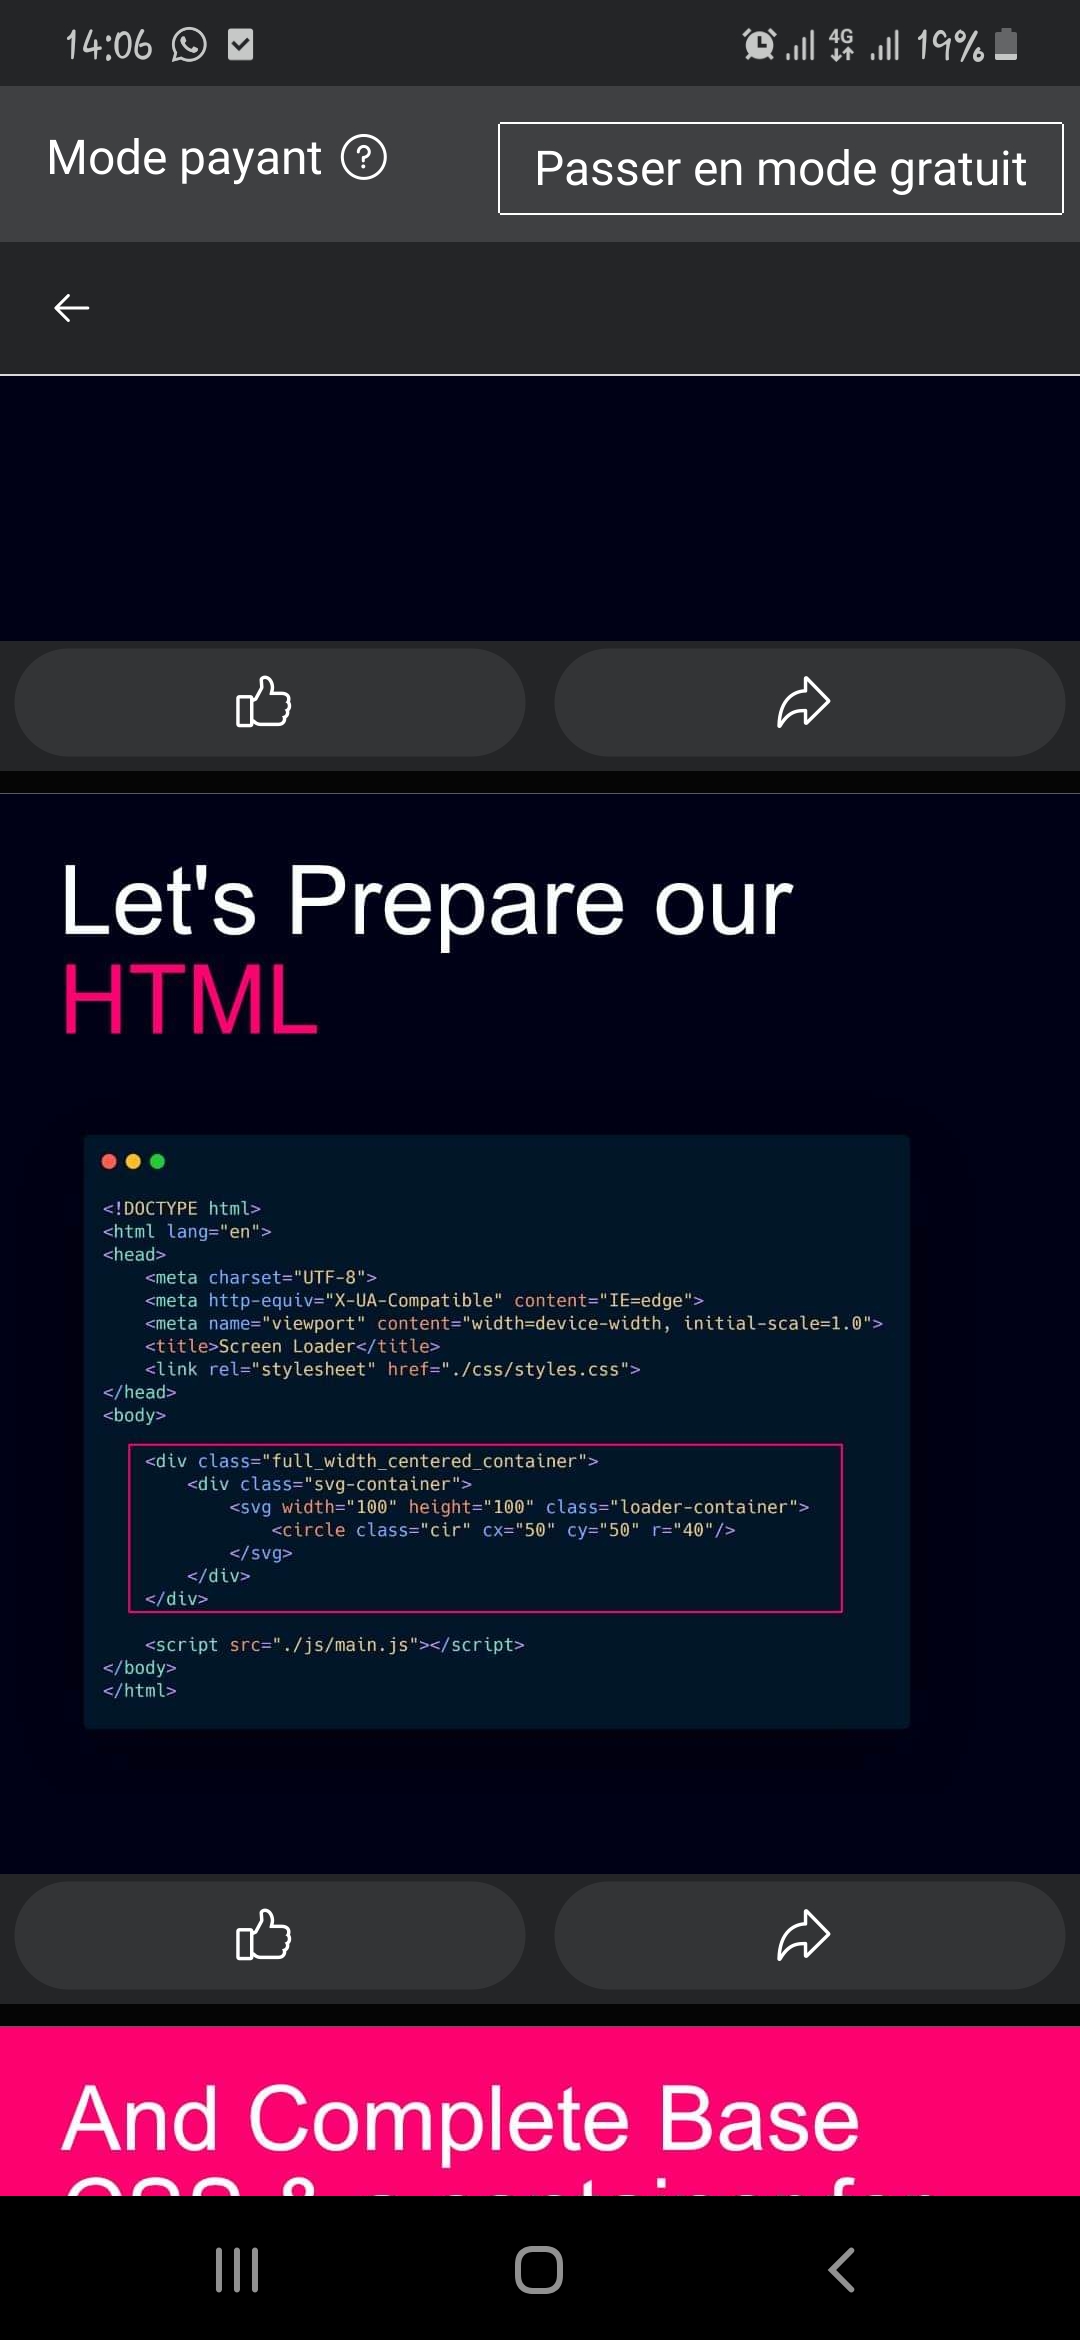 14:06 4G 19%
Mode payant ? Passer en mode gratuit
Let's Prepare our
HTML
<!DOCTYPE html>
<html lang="en">
<head>
<meta charset="UTF-8">
<meta http-equiv="X-UA-Compatible" content="IE=edge">
<meta name="viewport" content="width=device-width, initial-scale=1.0">
<title>Screen Loader</title>
<link rel="stylesheet" href="./css/styles.css">
</head>
<body>
<div class="full_width_centered_container">
<div class="svg-container">
<svg width="100" height="100" class="loader-container">
<circle class="cir" cx="50" cy="50" r="40"/>
</svg>
</div>
</div>
<script src="./js/main.js"></script>
</body>
</html>
And Complete Base
CSS & a container for